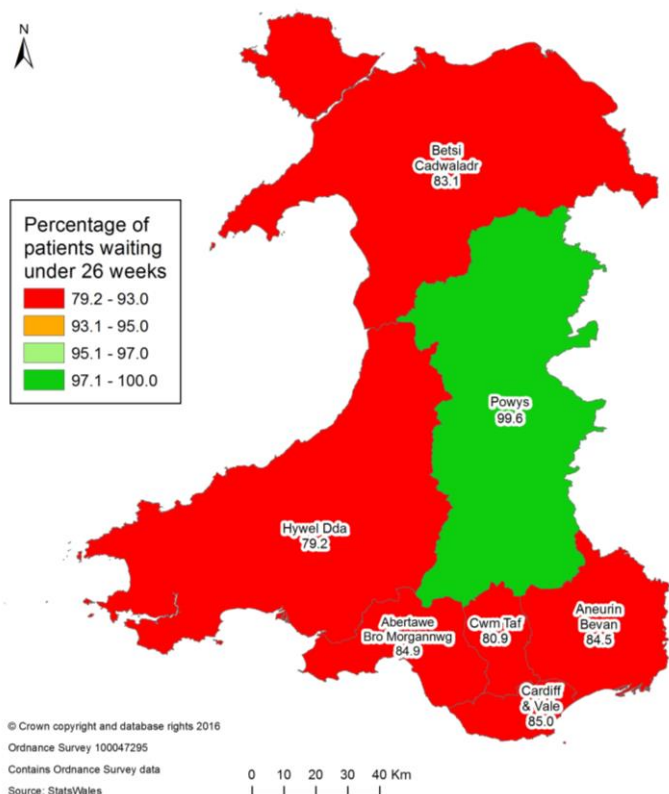 N
Betsi
Cadwaladr
83.1
Percentage of
patients waiting
under 26 weeks
79.2 - 93.0
93.1 - 95.0
95.1 - 97.0
97.1 - 100.0
Powys
99.6
Hywel Dda
79.2
Abertawe
Bro Morgannwg
84.9
Cwm Taf
80.9
Aneurin
Bevan
84.5
Cardiff
& Vale
85.0
© Crown copyright and database rights 2016
Ordnance Survey 100047295
Contains Ordnance Survey data
Source: StatsWales
0 10 20 30 40 Km